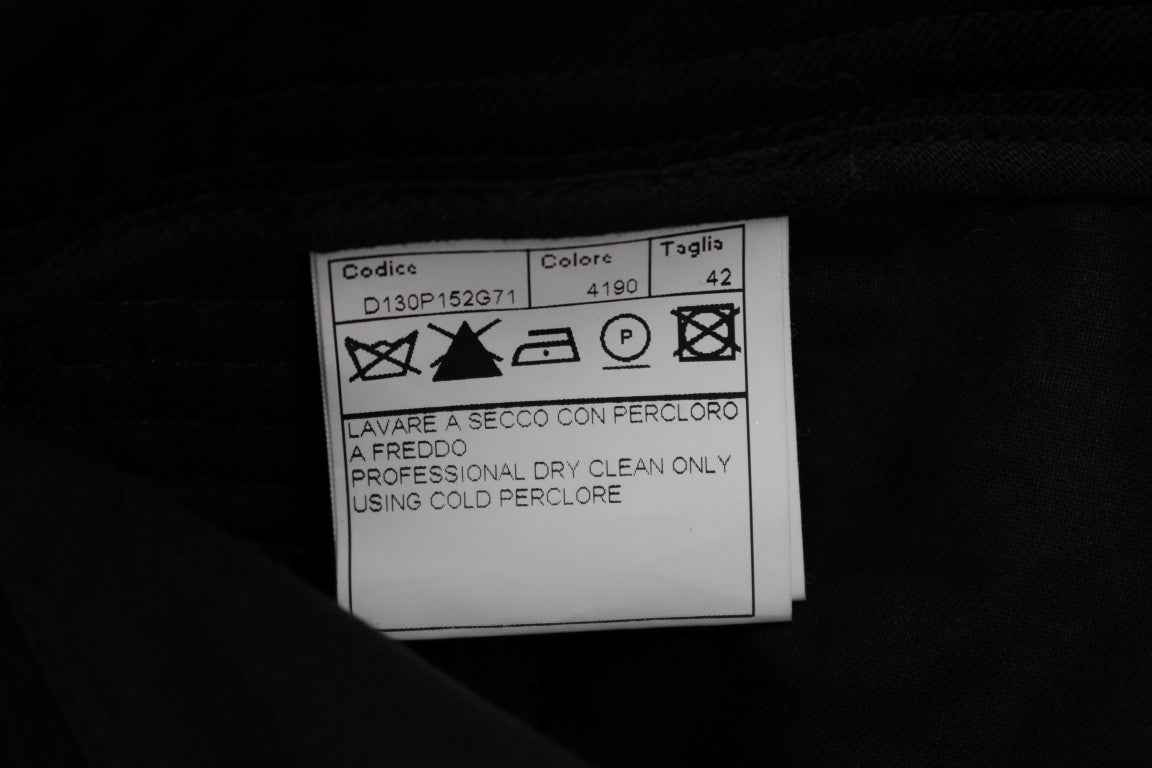 Codice Colore Taglia
D130P152G71 4190 42
P
LAVARE A SECCO CON PERCLORO
A FREDDO
PROFESSIONAL DRY CLEAN ONLY
USING COLD PERCLORE